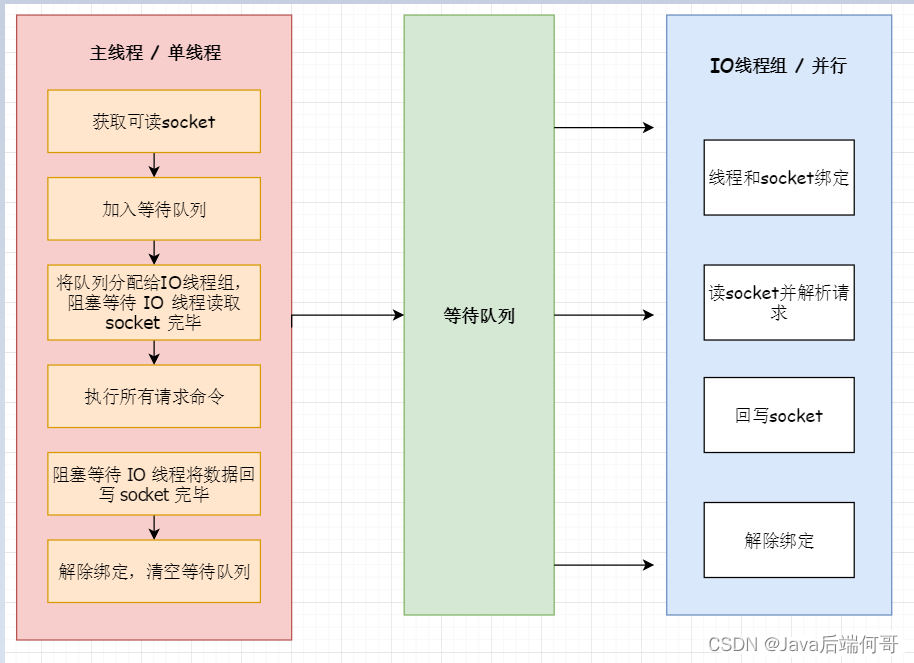 主线程 / 单线程
获取可读socket
加入等待队列
将队列分配给IO线程组，
阻塞等待 IO 线程读取
socket 完毕
执行所有请求命令
阻塞等待 IO 线程将数据回
写 socket 完毕
解除绑定，清空等待队列
等待队列
IO线程组 / 并行
线程和socket绑定
读socket并解析请
求
回写socket
解除绑定
CSDN @Java后端何哥